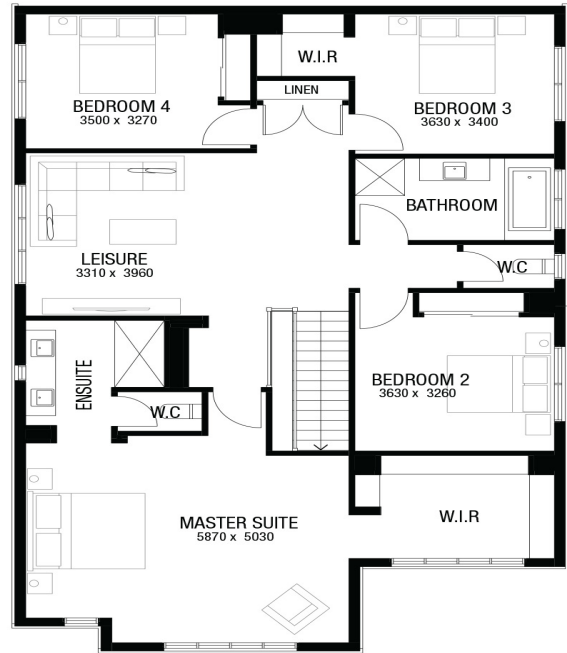 W.I.R
LINEN
BEDROOM 4
3500 x 3270
BEDROOM 3
3630 x 3400
BATHROOM
LEISURE
3310 x 3960
W.C
ENSUITE
W.C
BEDROOM 2
3630 x 3260
MASTER SUITE
5870 x 5030
W.I.R